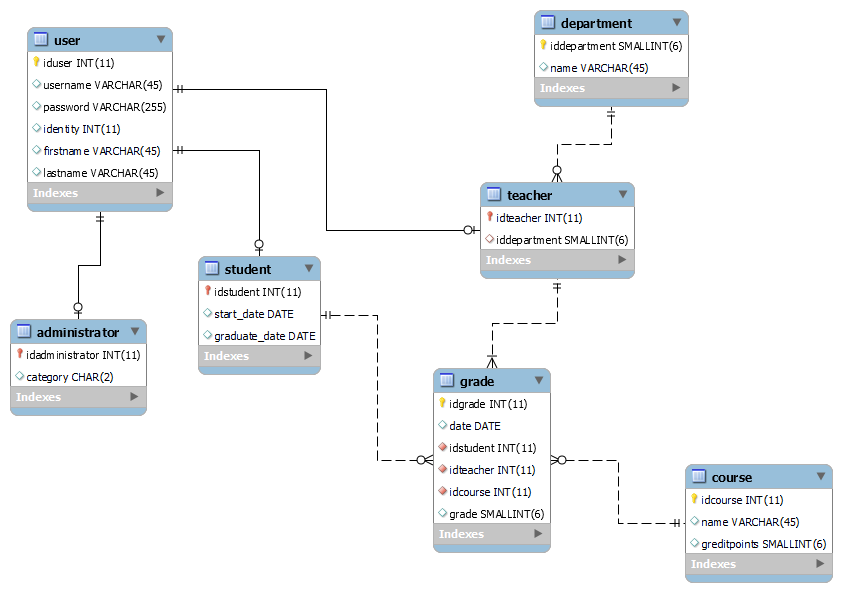 user
iduser INT(11)
username VARCHAR(45)
password VARCHAR(255)
identity INT(11)
firstname VARCHAR(45)
lastname VARCHAR(45)
Indexes
department
iddepartment SMALLINT(6)
name VARCHAR(45)
Indexes
teacher
idteacher INT(11)
iddepartment SMALLINT(6)
Indexes
student
idstudent INT(11)
start_date DATE
graduate_date DATE
Indexes
administrator
idadministrator INT(11)
category CHAR(2)
Indexes
grade
idgrade INT(11)
date DATE
idstudent INT(11)
idteacher INT(11)
idcourse INT(11)
grade SMALLINT(6)
Indexes
course
idcourse INT(11)
name VARCHAR(45)
greditpoints SMALLINT(6)
Indexes